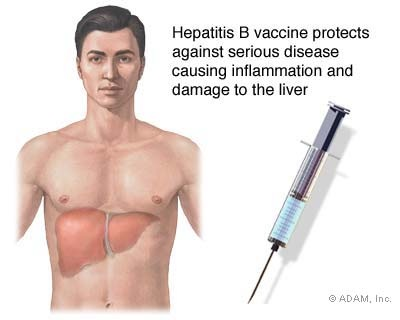 Hepatitis B vaccine protects
against serious disease
causing inflammation and
damage to the liver
© ADAM, Inc.